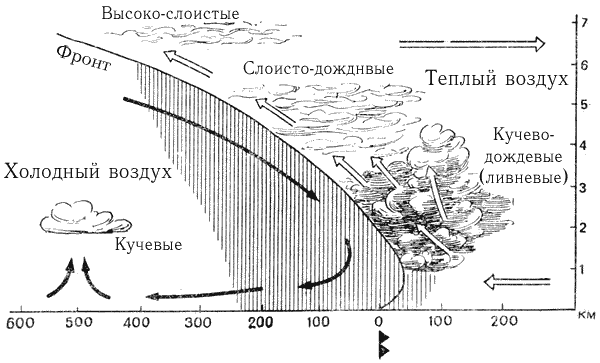 Высоко-слоистые
Фронт
Слоисто-дожднвые
Теплый воздух
Кучево-
дождевые
(ливневые)
Холодный воздух
Кучевые
7
6
5
4
3
2
1
км
600 500 400 300 200 100 0 100 200